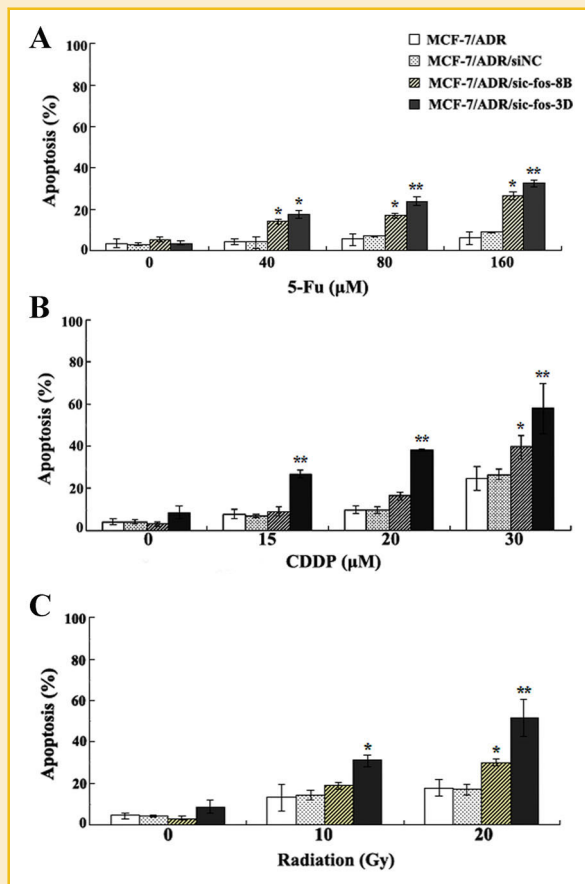 A
MCF-7/ADR
MCF-7/ADR/siNC
MCF-7/ADR/sic-fos-8B
MCF-7/ADR/sic-fos-3D
Apoptosis (%)
100
80
60
40
20
0
* * * ** * **
0 40 80 160
5-Fu (μM)
B
Apoptosis (%)
100
80
60
40
20
0
** ** * **
0 15 20 30
CDDP (μM)
C
Apoptosis (%)
100
80
60
40
20
0
* * **
0 10 20
Radiation (Gy)